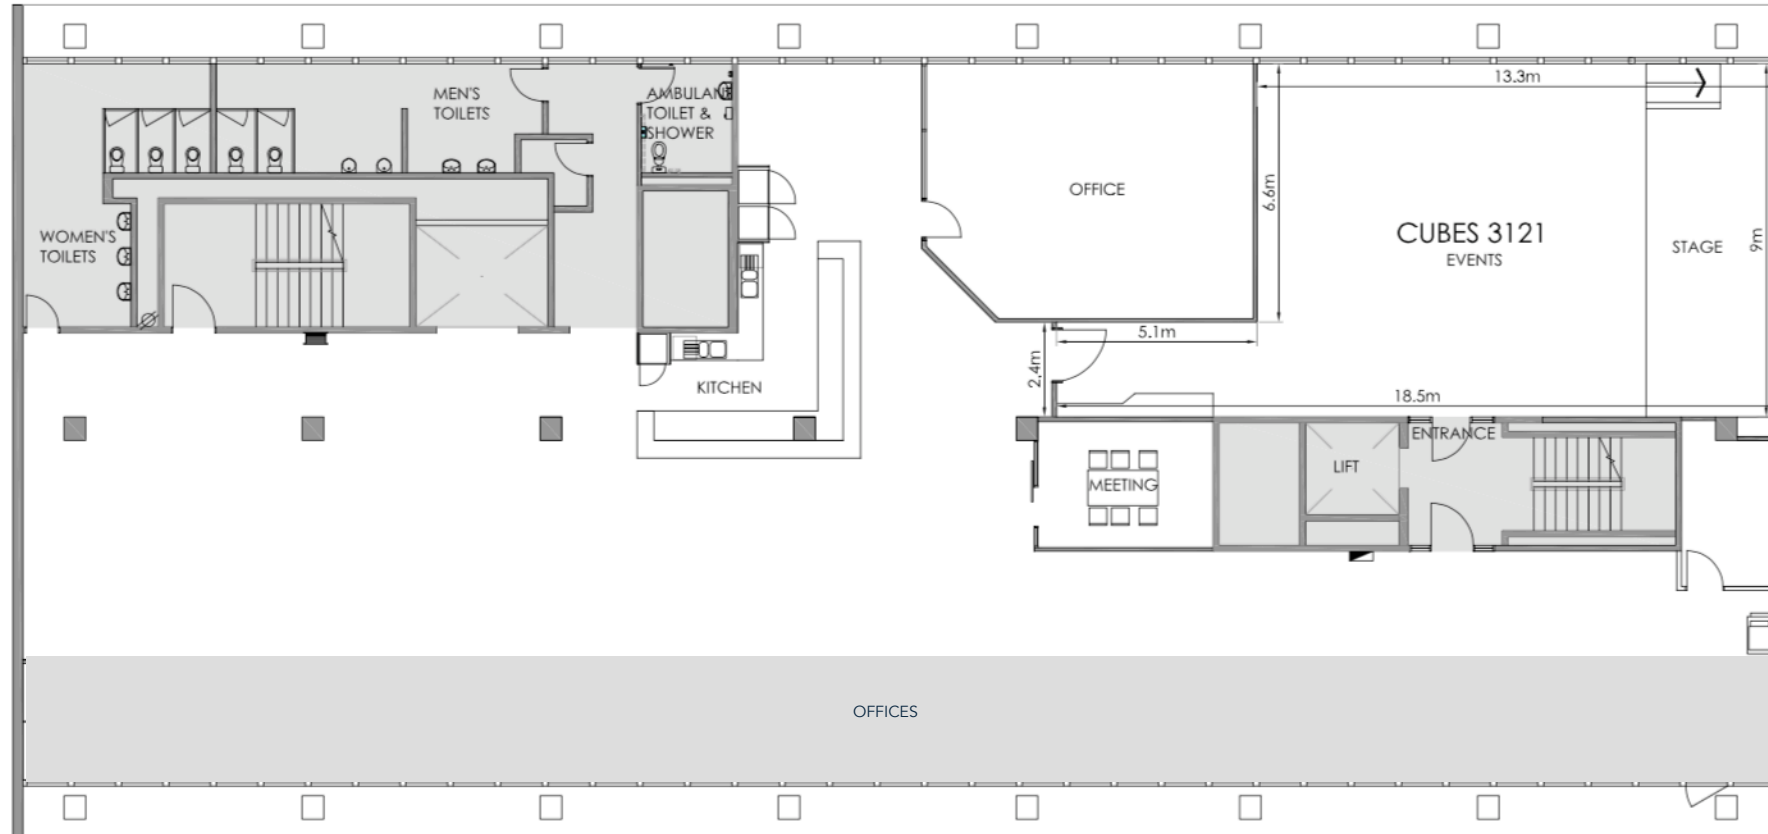 13.3m
MEN'S
TOILETS
AMBULANT
TOILET &
SHOWER
OFFICE
6.6m
CUBES 3121
EVENTS
STAGE
9m
WOMEN'S
TOILETS
5.1m
2.4m
KITCHEN
18.5m
ENTRANCE
LIFT
MEETING
OFFICES